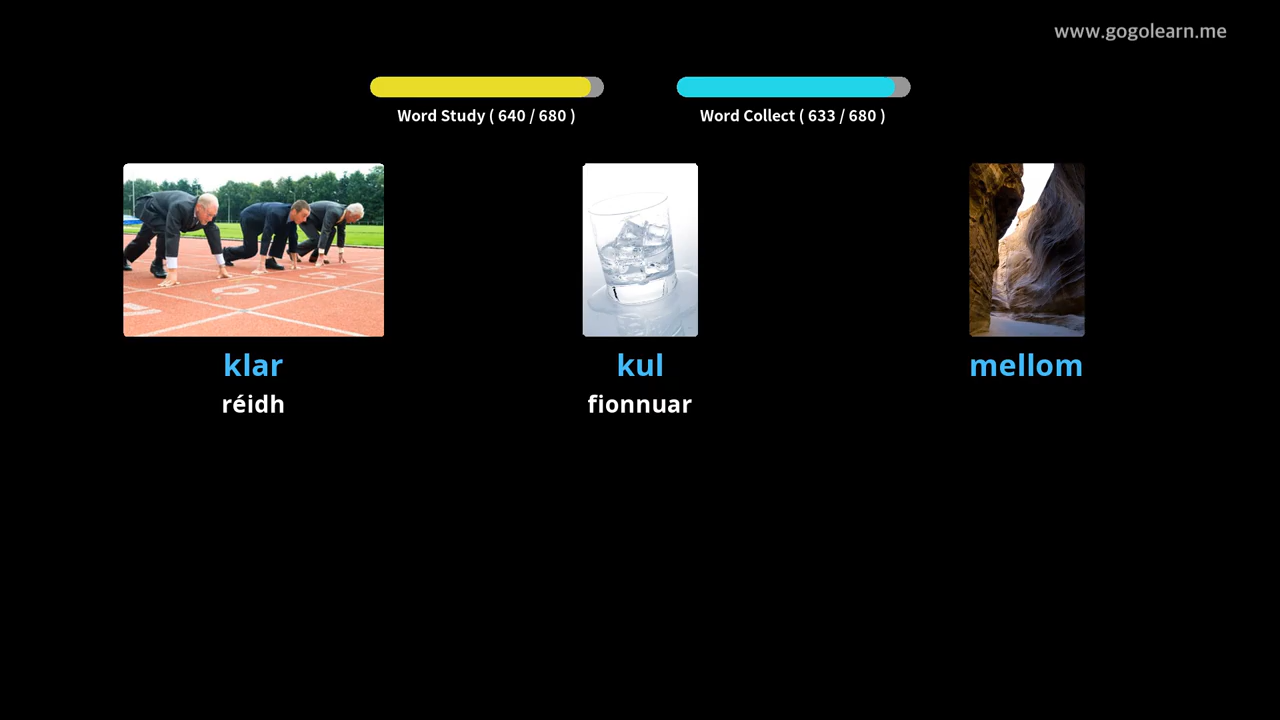 www.gogolearn.me
Word Study ( 640 / 680 )
Word Collect ( 633 / 680 )
klar
réidh
kul
fionnuar
mellom